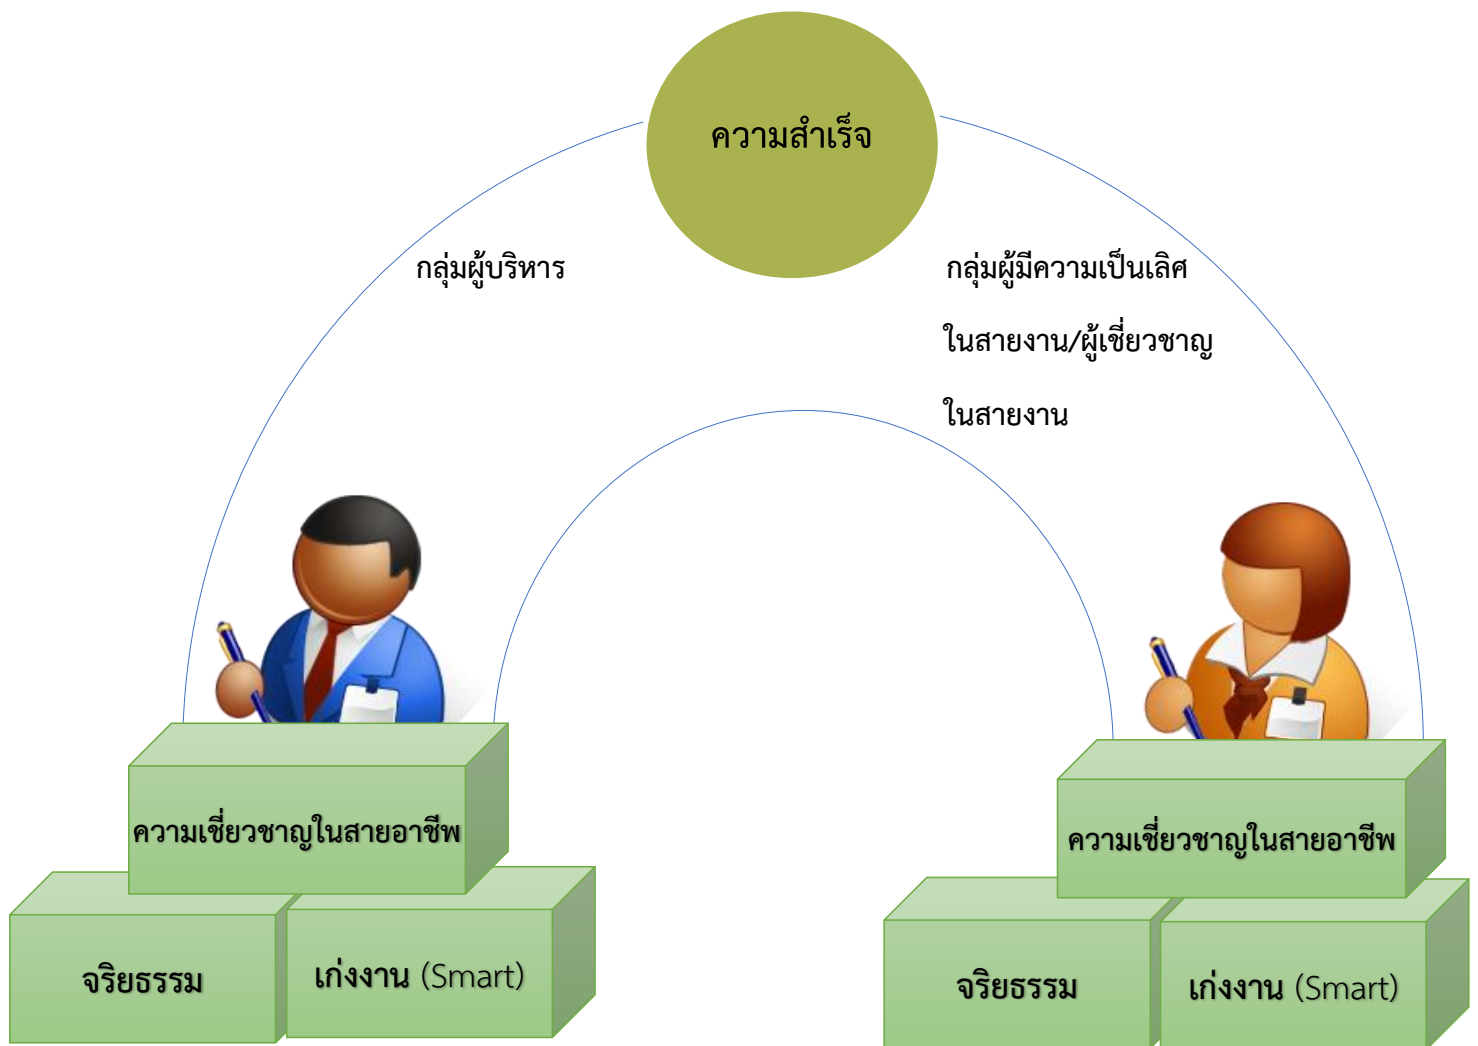 ความสำเร็จ
กลุ่มผู้บริหาร
กลุ่มผู้มีความเป็นเลิศ
ในสายงาน/ผู้เชี่ยวชาญ
ในสายงาน
ความเชี่ยวชาญในสายอาชีพ
จริยธรรม
เก่งงาน (Smart)
ความเชี่ยวชาญในสายอาชีพ
จริยธรรม
เก่งงาน (Smart)